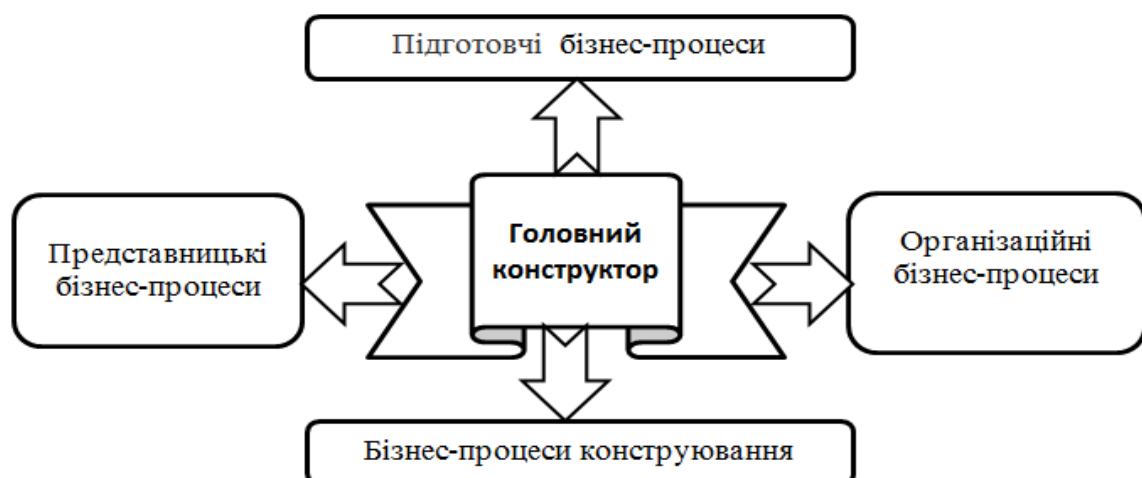 Підготовчі бізнес-процеси
Представницькі
бізнес-процеси
Головний
конструктор
Організаційні
бізнес-процеси
Бізнес-процеси конструювання